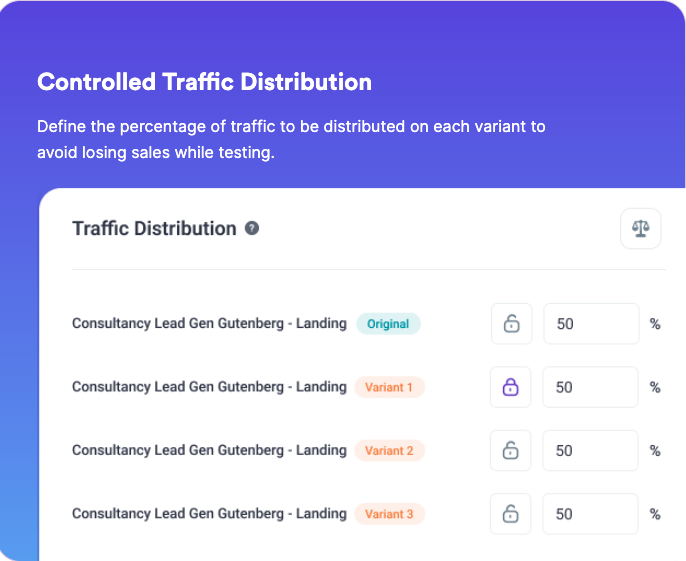 Controlled Traffic Distribution
Define the percentage of traffic to be distributed on each variant to
avoid losing sales while testing.
Traffic Distribution ?
Consultancy Lead Gen Gutenberg - Landing Original 50 %
Consultancy Lead Gen Gutenberg - Landing Variant 1 50 %
Consultancy Lead Gen Gutenberg - Landing Variant 2 50 %
Consultancy Lead Gen Gutenberg - Landing Variant 3 50 %